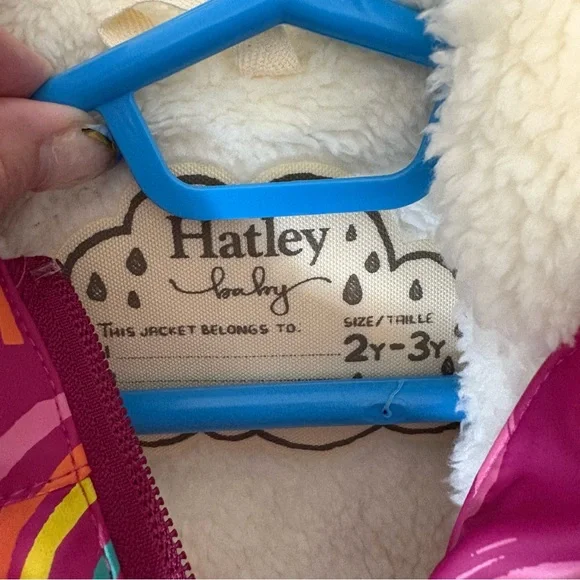 Hatley
baby
THIS JACKET BELONGS TO.
SIZE/TAILLE
2Y-3Y